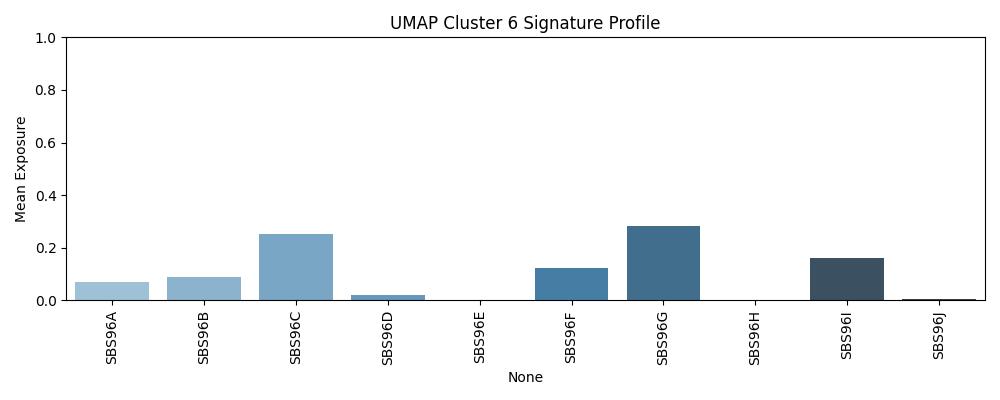 UMAP Cluster 6 Signature Profile
1.0
0.8
0.6
0.4
0.2
0.0
Mean Exposure
SBS96A
SBS96B
SBS96C
SBS96D
SBS96E
SBS96F
SBS96G
SBS96H
SBS96I
SBS96J
None